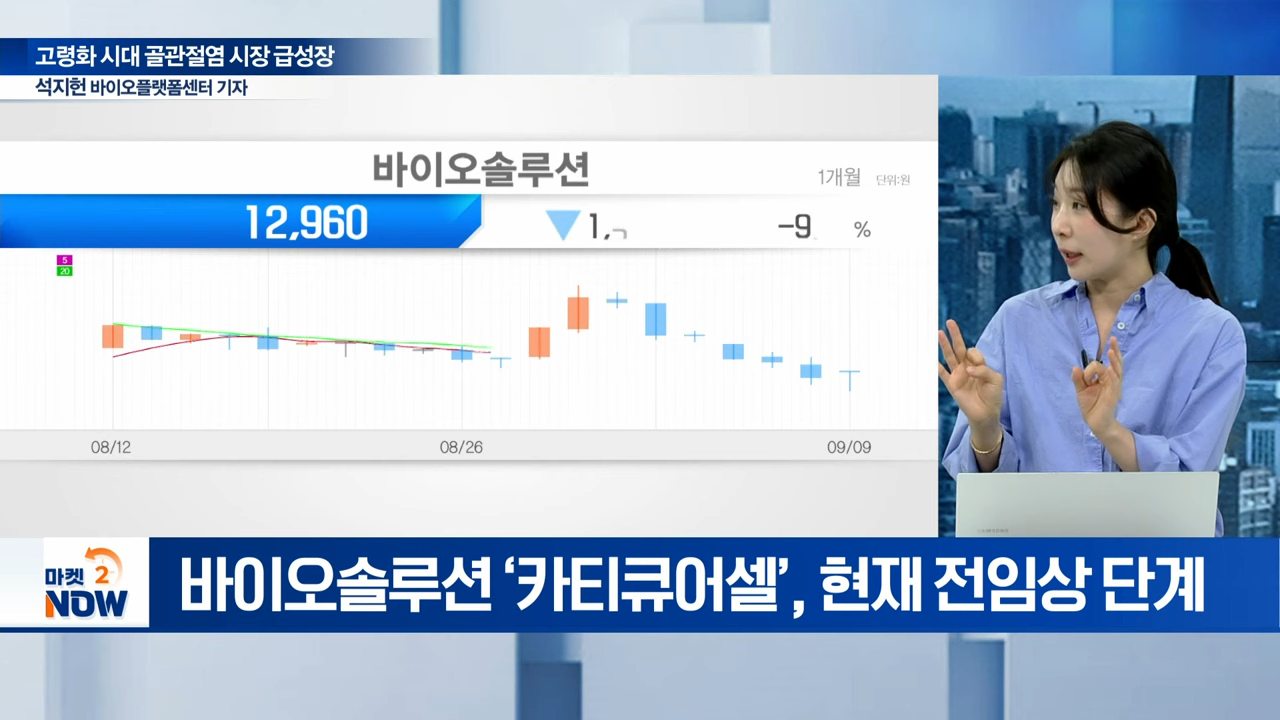 고령화 시대 골관절염 시장 급성장
석지헌 바이오플랫폼센터 기자
바이오솔루션
1개월 단위:원
12,960
-9 %
5
20
08/12 08/26 09/09
마켓 2
NOW
바이오솔루션 ‘카티큐어셀’, 현재 전임상 단계